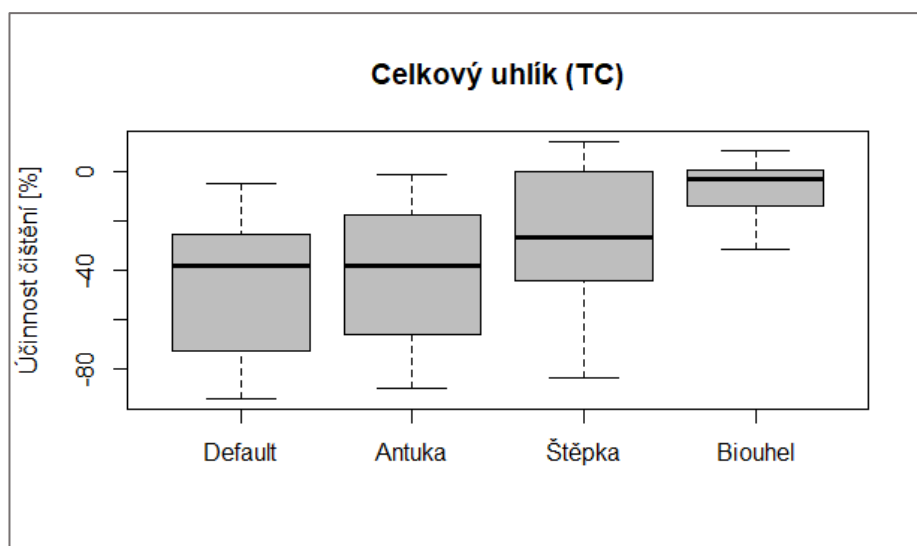 Celkový uhlík (TC)
Účinnost čištění [%]
0
-40
-80
Default Antuka Štěpka Biouhel